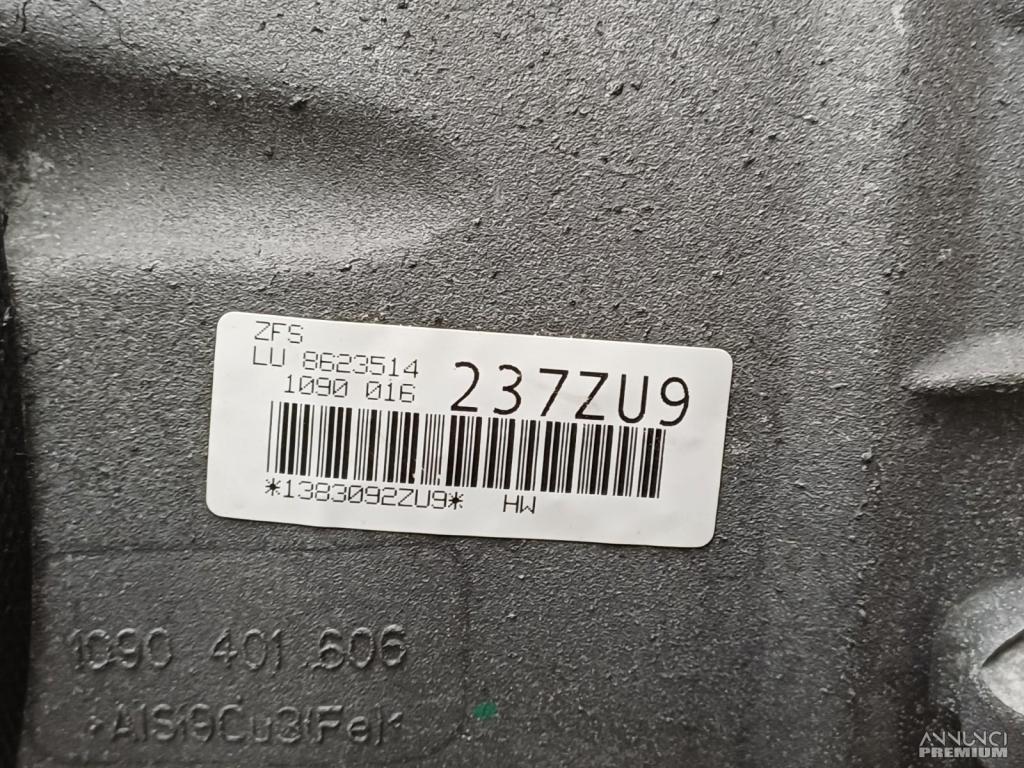 ZFS
LU 8623514
1090 016
237ZU9
*1383092ZU9* HW
1090 401 606
>AlSi9Cu3(Fe)<
ANNUNCI
PREMIUM